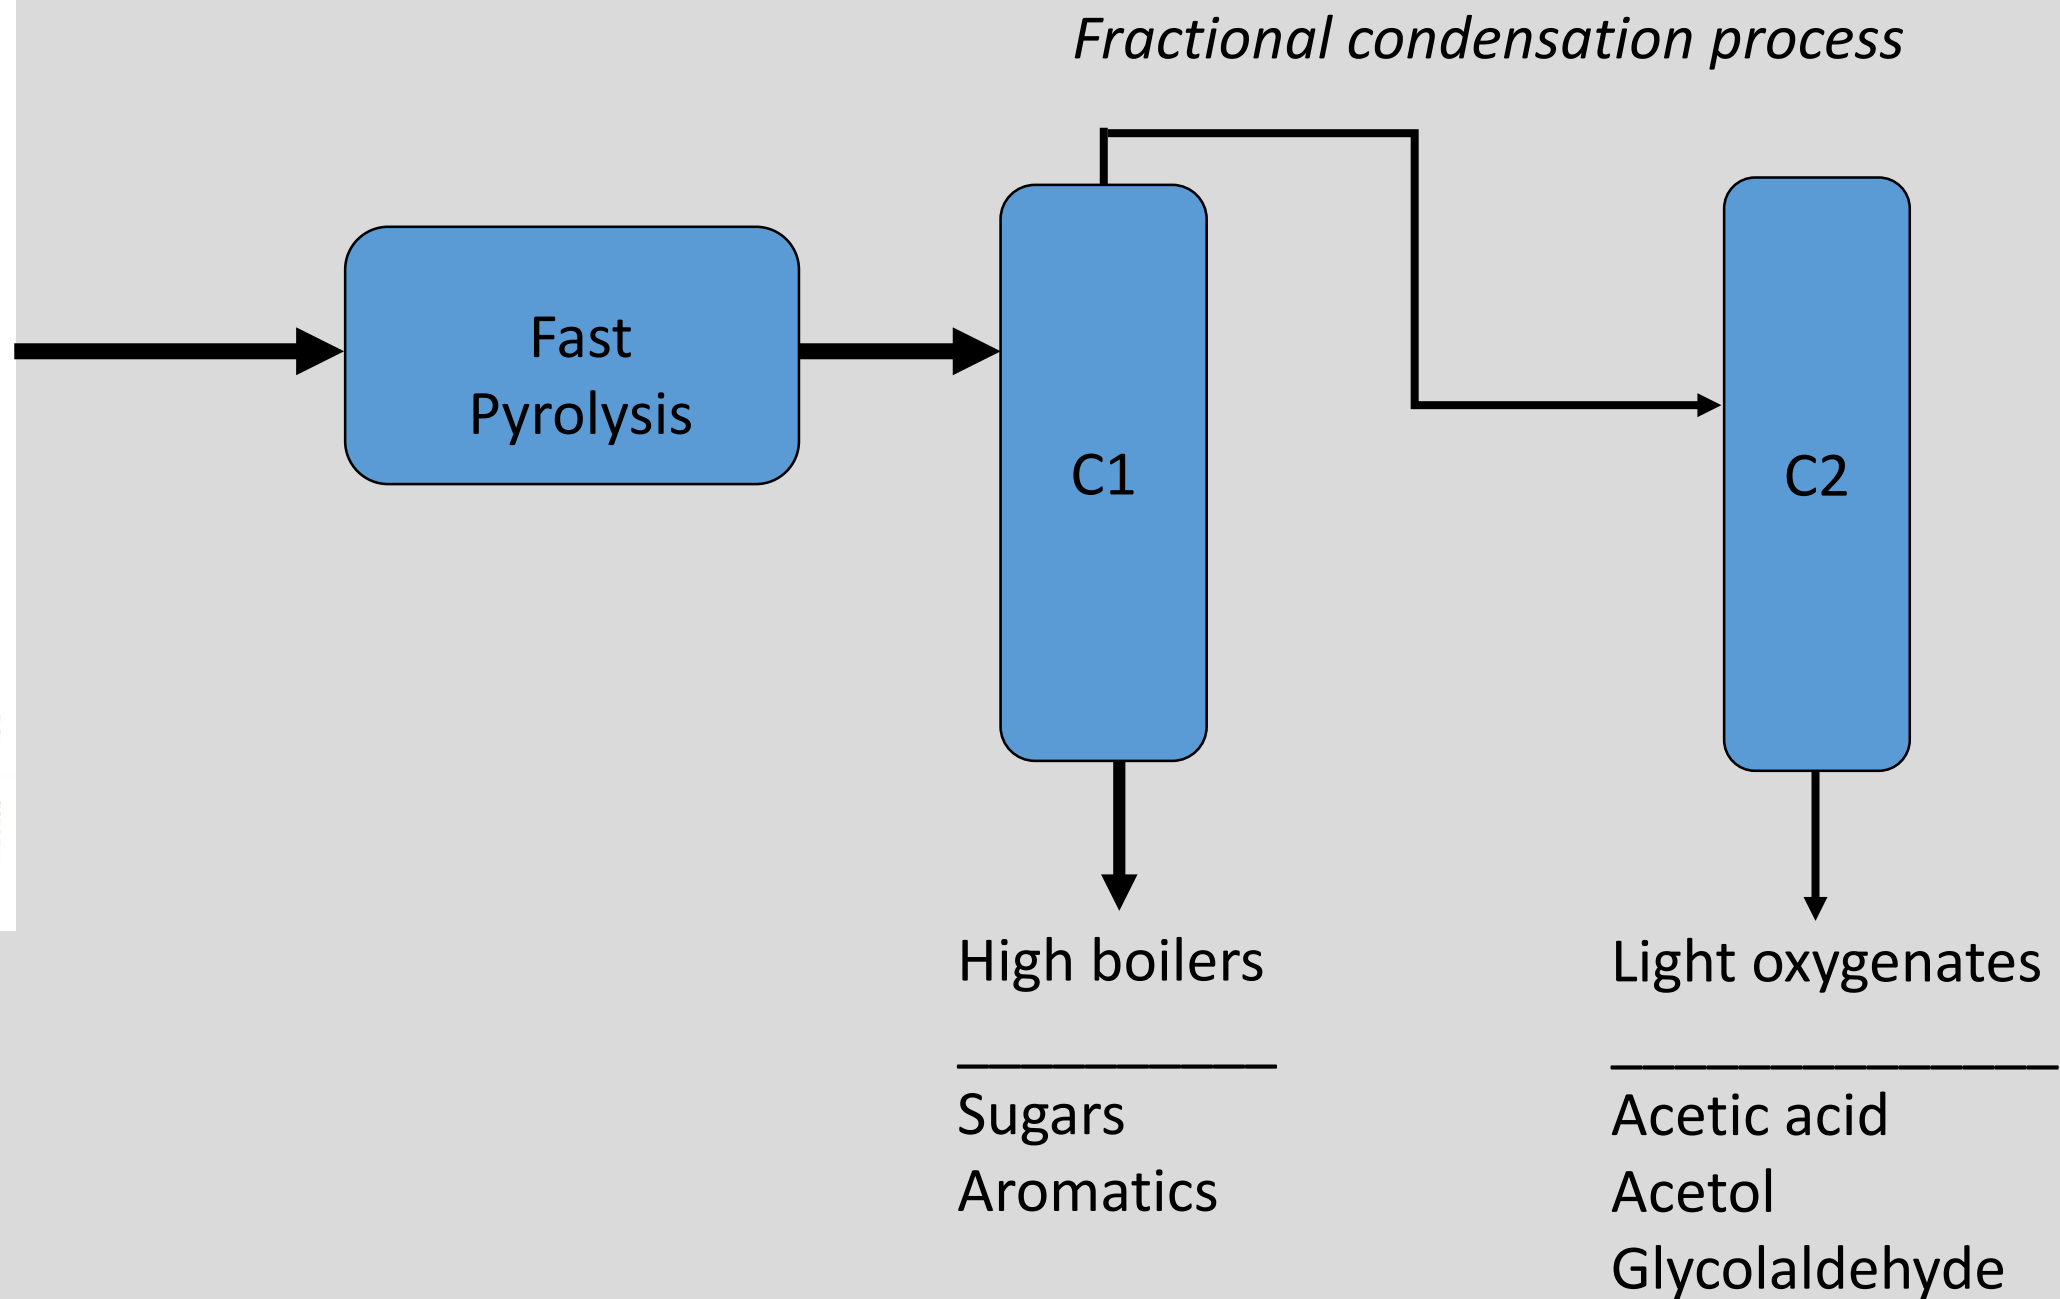 Fractional condensation process
Fast
Pyrolysis
C1
C2
High boilers
Sugars
Aromatics
Light oxygenates
Acetic acid
Acetol
Glycolaldehyde